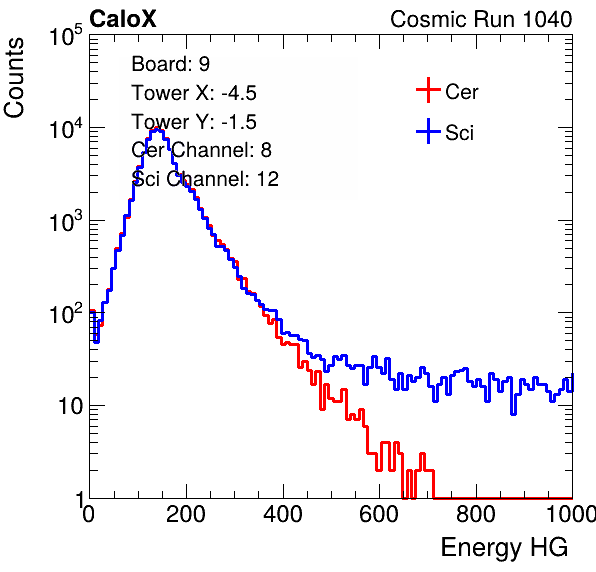 CaloX Cosmic Run 1040
Counts
10^5
10^4
10^3
10^2
10
1
Board: 9
Tower X: -4.5
Tower Y: -1.5
Cer Channel: 8
Sci Channel: 12
Cer
Sci
0 200 400 600 800 1000
Energy HG